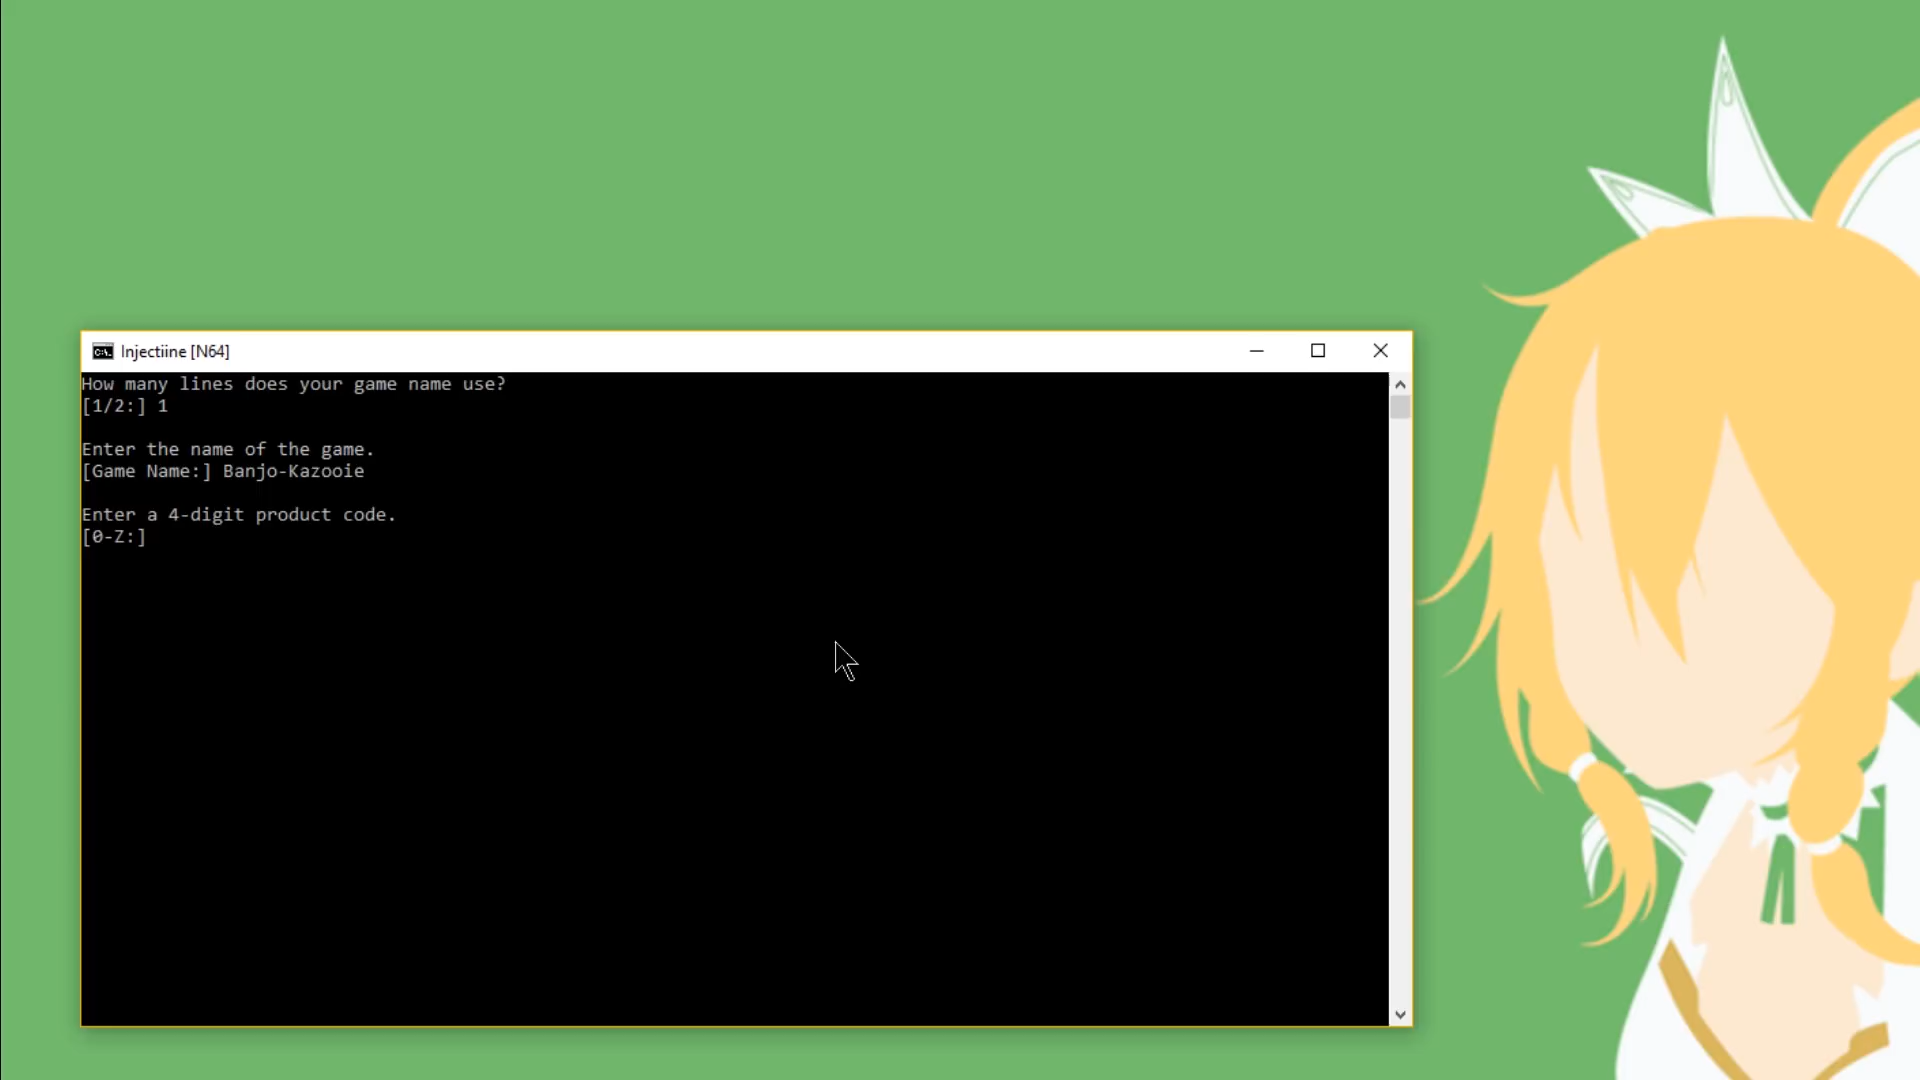 Injectiine [N64]
How many lines does your game name use?
[1/2:] 1
Enter the name of the game.
[Game Name:] Banjo-Kazooie
Enter a 4-digit product code.
[0-Z:]